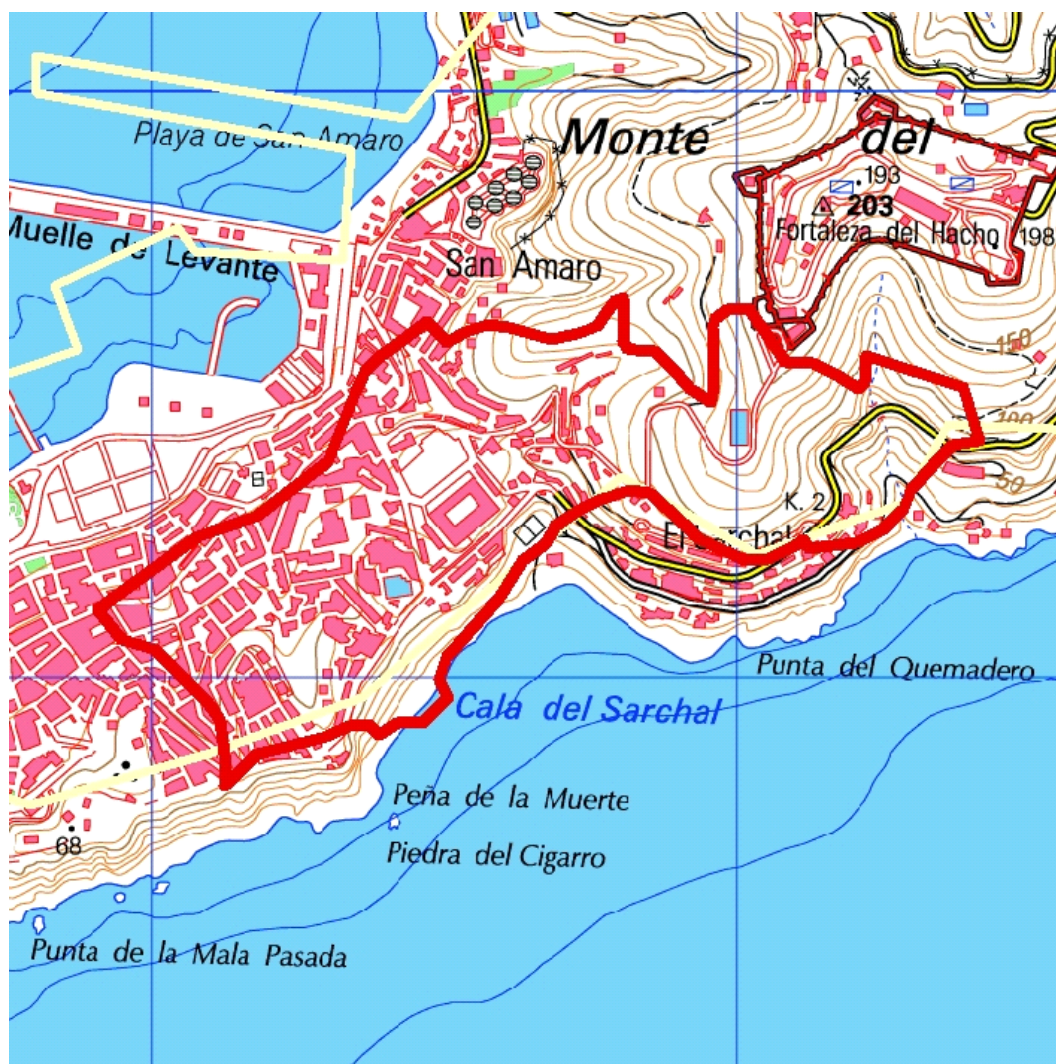 Playa de San Amaro
Monte del
193
203
Fortaleza del Hacho
198
Muelle de Levante
San Amaro
150
100
50
K. 2
El Sarchal
Punta del Quemadero
Cala del Sarchal
Peña de la Muerte
68
Piedra del Cigarro
Punta de la Mala Pasada